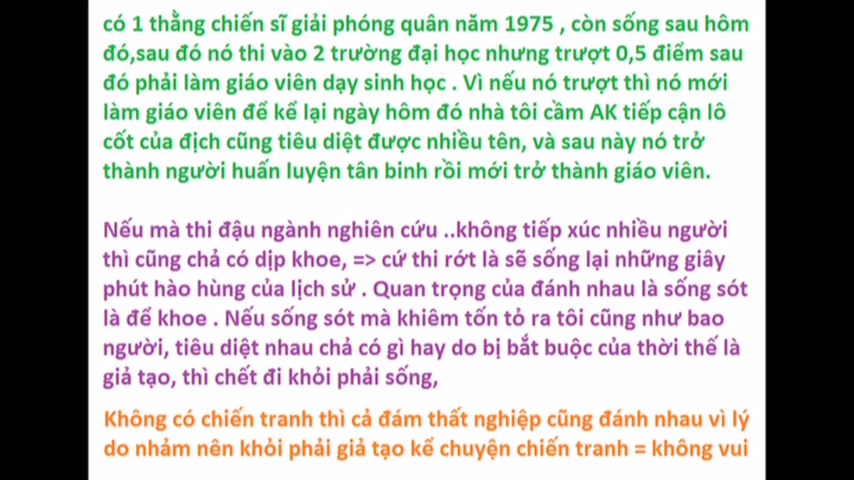 có 1 thằng chiến sĩ giải phóng quân năm 1975 , còn sống sau hôm
đó,sau đó nó thi vào 2 trường đại học nhưng trượt 0,5 điểm sau
đó phải làm giáo viên dạy sinh học . Vì nếu nó trượt thì nó mới
làm giáo viên để kể lại ngày hôm đó nhà tôi cầm AK tiếp cận lô
cốt của địch cũng tiêu diệt được nhiều tên, và sau này nó trở
thành người huấn luyện tân binh rồi mới trở thành giáo viên.
Nếu mà thi đậu ngành nghiên cứu ..không tiếp xúc nhiều người
thì cũng chả có dịp khoe, => cứ thi rớt là sẽ sống lại những giây
phút hào hùng của lịch sử . Quan trọng của đánh nhau là sống sót
là để khoe . Nếu sống sót mà khiêm tốn tỏ ra tôi cũng như bao
người, tiêu diệt nhau chả có gì hay do bị bắt buộc của thời thế là
giả tạo, thì chết đi khỏi phải sống,
Không có chiến tranh thì cả đám thất nghiệp cũng đánh nhau vì lý
do nhảm nên khỏi phải giả tạo kể chuyện chiến tranh = không vui